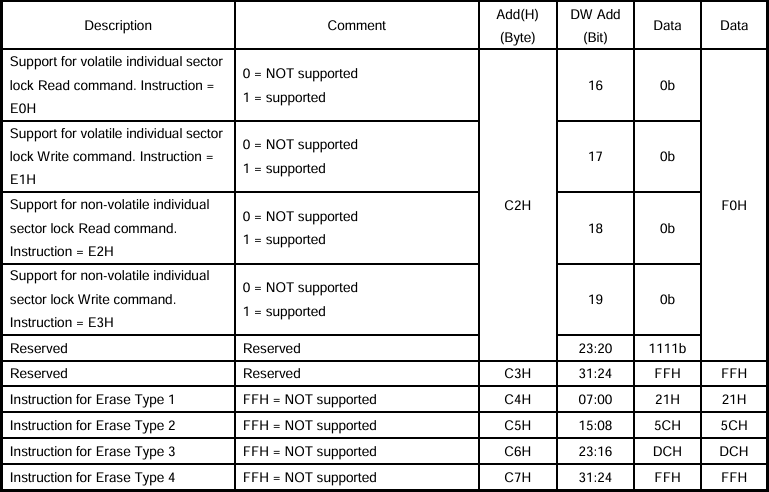 Description Comment Add(H) (Byte) DW Add (Bit) Data Data
Support for volatile individual sector
lock Read command. Instruction =
E0H
0 = NOT supported
1 = supported
C2H
16
0b
F0H
Support for volatile individual sector
lock Write command. Instruction =
E1H
0 = NOT supported
1 = supported
17
0b
Support for non-volatile individual
sector lock Read command.
Instruction = E2H
0 = NOT supported
1 = supported
18
0b
Support for non-volatile individual
sector lock Write command.
Instruction = E3H
0 = NOT supported
1 = supported
19
0b
Reserved Reserved 23:20 1111b
Reserved Reserved C3H 31:24 FFH FFH
Instruction for Erase Type 1 FFH = NOT supported C4H 07:00 21H 21H
Instruction for Erase Type 2 FFH = NOT supported C5H 15:08 5CH 5CH
Instruction for Erase Type 3 FFH = NOT supported C6H 23:16 DCH DCH
Instruction for Erase Type 4 FFH = NOT supported C7H 31:24 FFH FFH